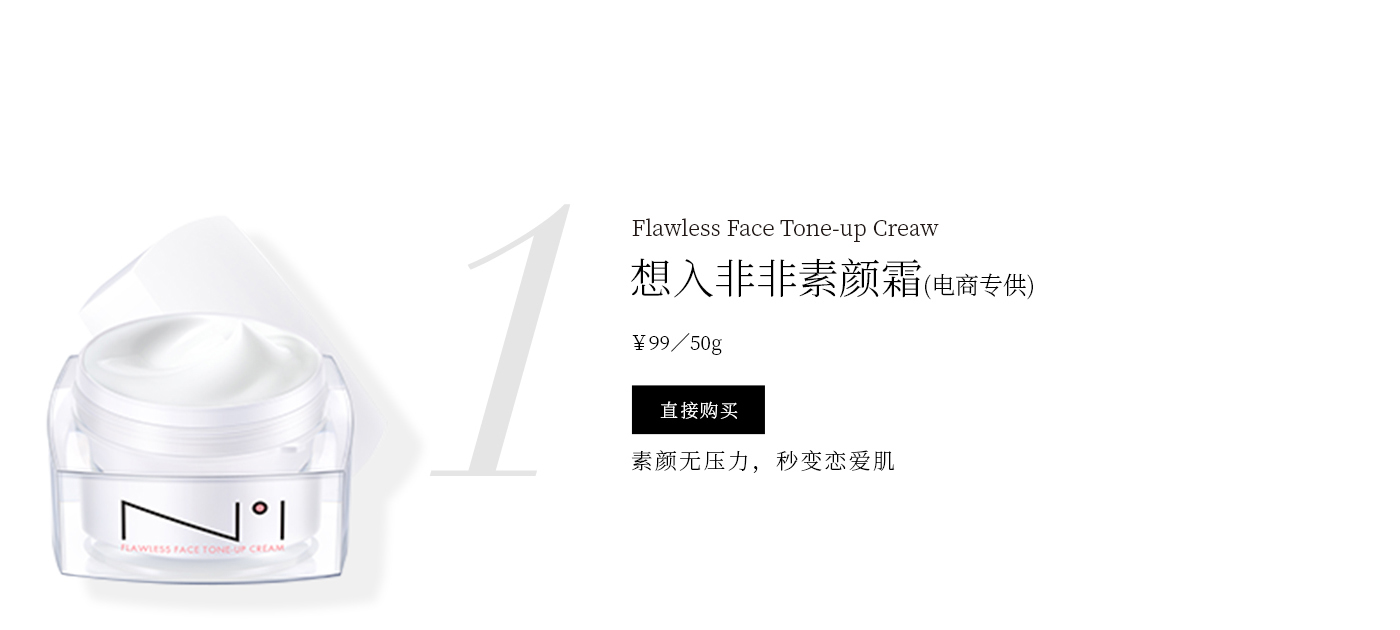 1
Flawless Face Tone-up Creaw
想入非非素颜霜(电商专供)
¥99／50g
直接购买
素颜无压力，秒变恋爱肌
N°1
FLAWLESS FACE TONE-UP CREAM